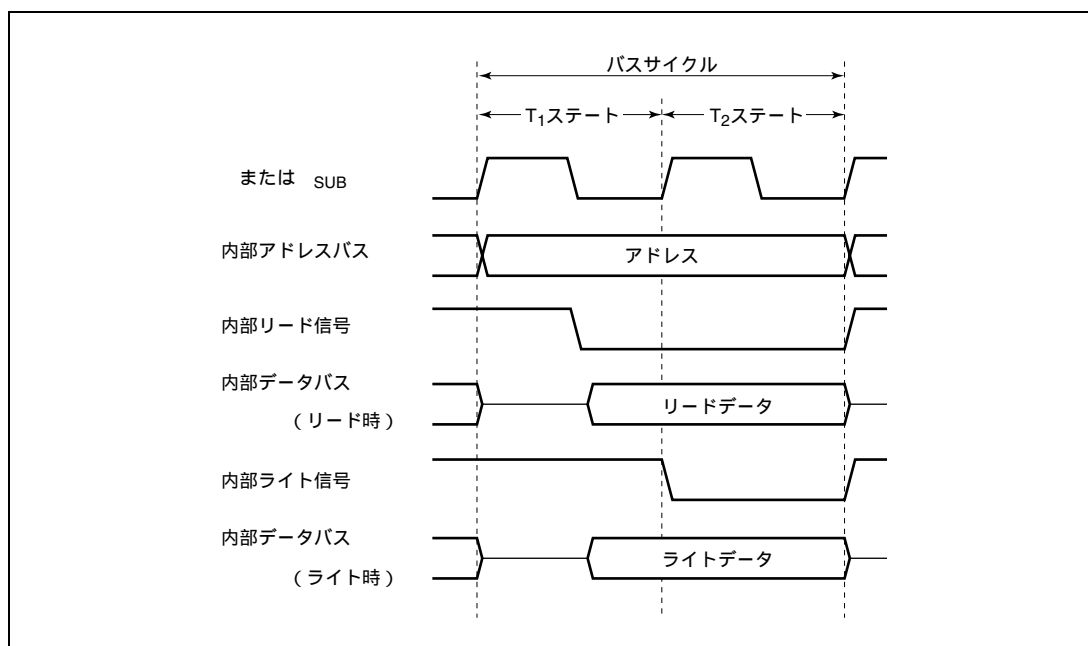 バスサイクル
T₁ステート T₂ステート
または SUB
内部アドレスバス アドレス
内部リード信号
内部データバス
(リード時) リードデータ
内部ライト信号
内部データバス
(ライト時) ライトデータ